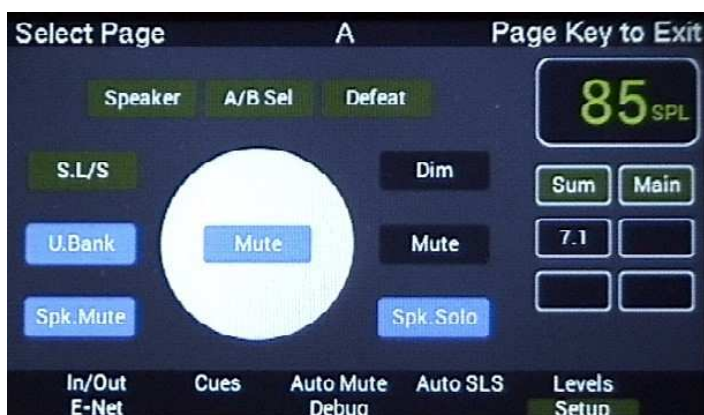 Select Page A Page Key to Exit
Speaker A/B Sel Defeat
85 SPL
S.L/S Dim
Sum Main
U.Bank Mute Mute
7.1
Spk.Mute Spk.Solo
In/Out Cues Auto Mute Auto SLS Levels
E-Net Debug Setup